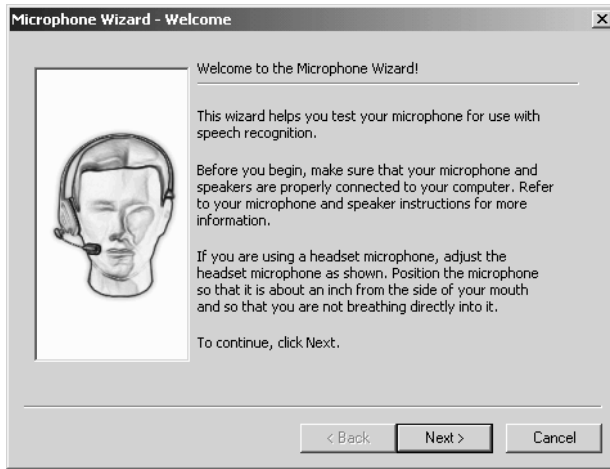 Microphone Wizard - Welcome
Welcome to the Microphone Wizard!
This wizard helps you test your microphone for use with
speech recognition.
Before you begin, make sure that your microphone and
speakers are properly connected to your computer. Refer
to your microphone and speaker instructions for more
information.
If you are using a headset microphone, adjust the
headset microphone as shown. Position the microphone
so that it is about an inch from the side of your mouth
and so that you are not breathing directly into it.
To continue, click Next.
< Back Next > Cancel